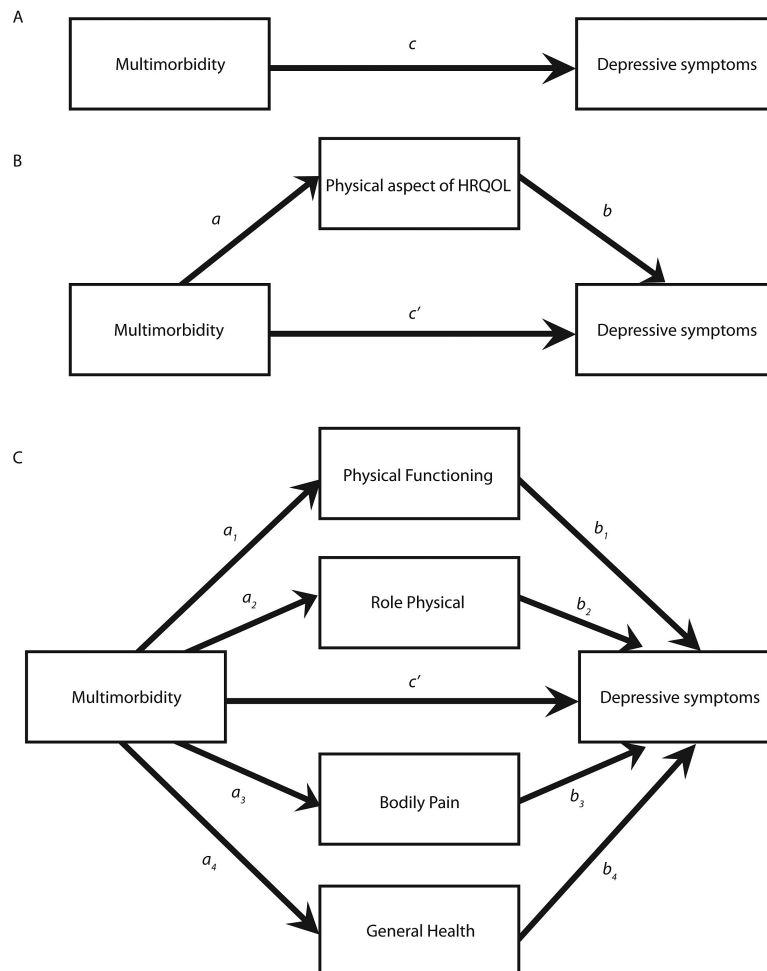 A
Multimorbidity
c
Depressive symptoms
B
Physical aspect of HRQOL
a
b
Multimorbidity
c′
Depressive symptoms
C
Physical Functioning
a1
b1
Role Physical
a2
b2
Multimorbidity
c′
Depressive symptoms
a3
Bodily Pain
b3
a4
b4
General Health